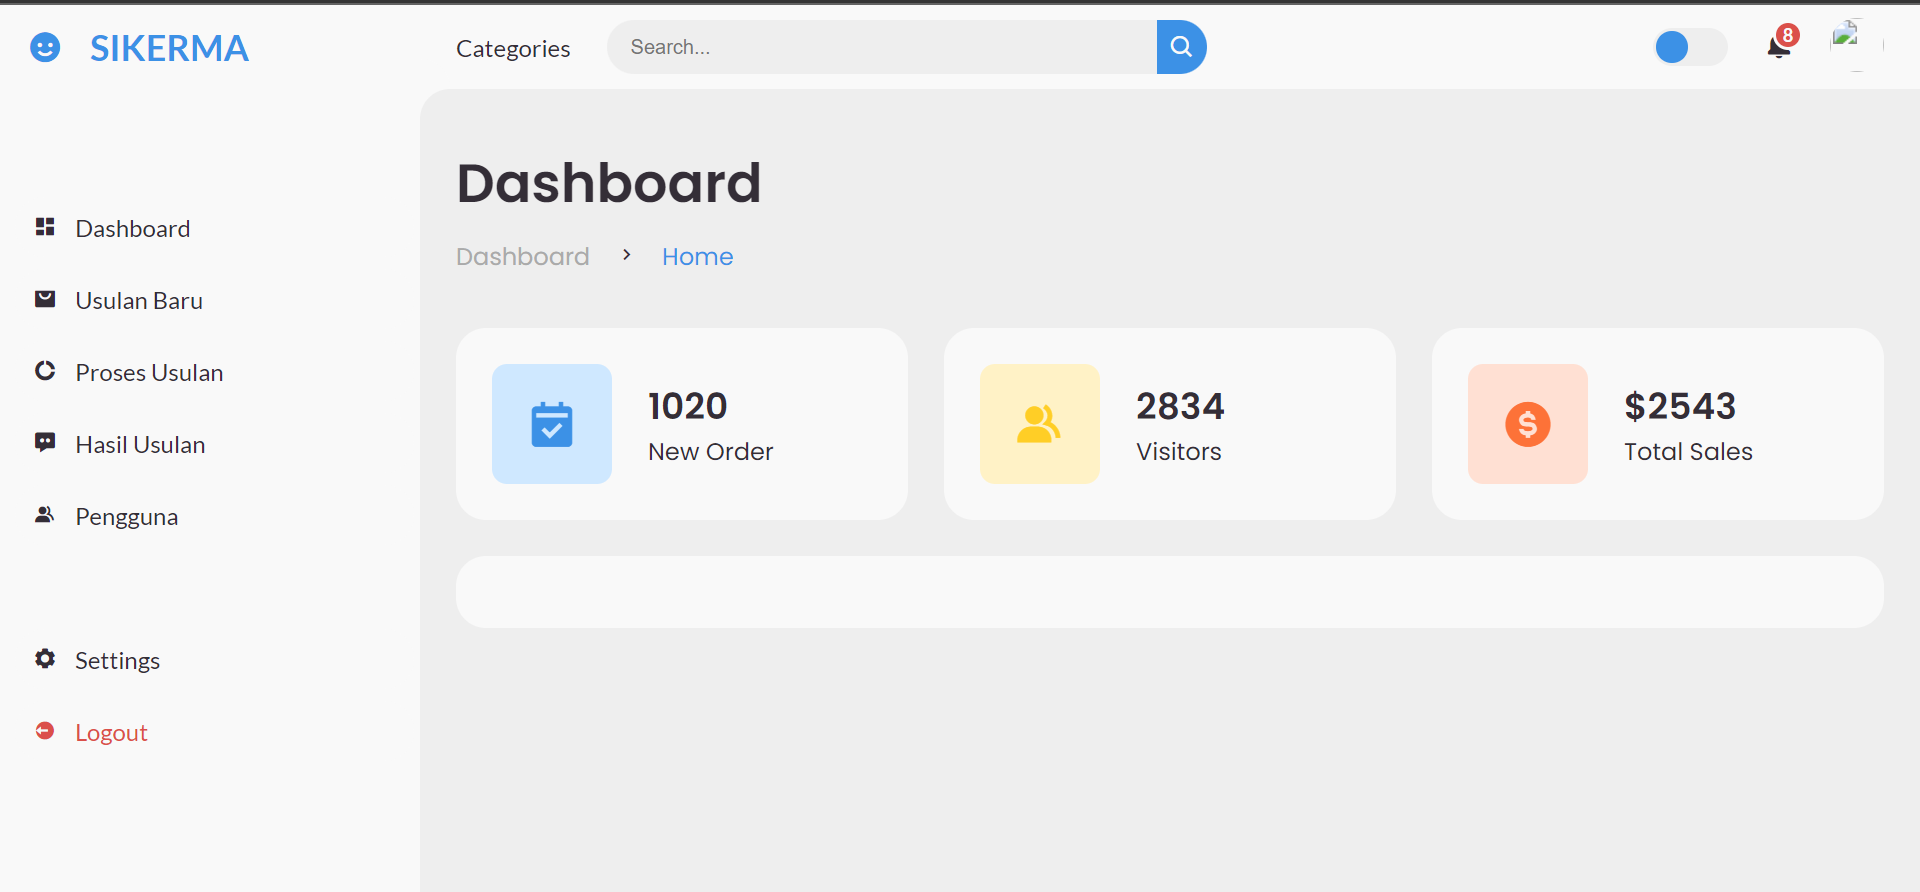 SIKERMA
Categories
Search...
8
Dashboard
Usulan Baru
Proses Usulan
Hasil Usulan
Pengguna
Settings
Logout
Dashboard
Dashboard
Home
1020
New Order
2834
Visitors
$2543
Total Sales